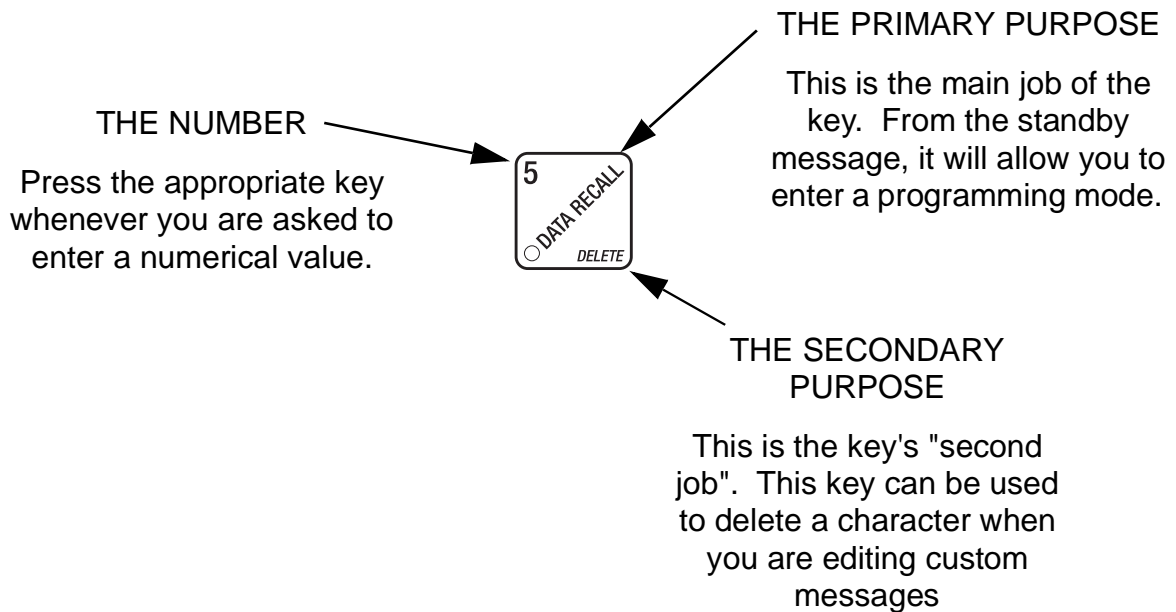 THE PRIMARY PURPOSE
This is the main job of the
key. From the standby
message, it will allow you to
enter a programming mode.
THE NUMBER
Press the appropriate key
whenever you are asked to
enter a numerical value.
5
DATA RECALL
DELETE
THE SECONDARY
PURPOSE
This is the key's "second
job". This key can be used
to delete a character when
you are editing custom
messages